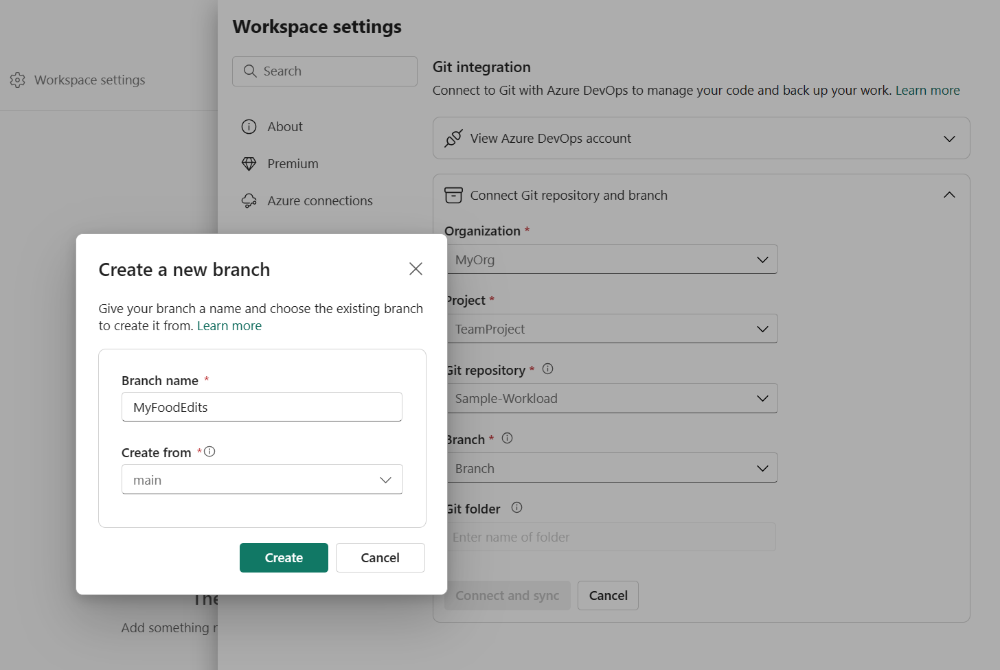 Workspace settings
Workspace settings
Search
About
Premium
Azure connections
Git integration
Connect to Git with Azure DevOps to manage your code and back up your work. Learn more
View Azure DevOps account
Connect Git repository and branch
Organization *
MyOrg
Project *
TeamProject
Git repository *
Sample-Workload
Branch *
Branch
Git folder
Enter name of folder
Connect and sync
Cancel
Create a new branch
Give your branch a name and choose the existing branch
to create it from. Learn more
Branch name *
MyFoodEdits
Create from *
main
Create
Cancel
Add something